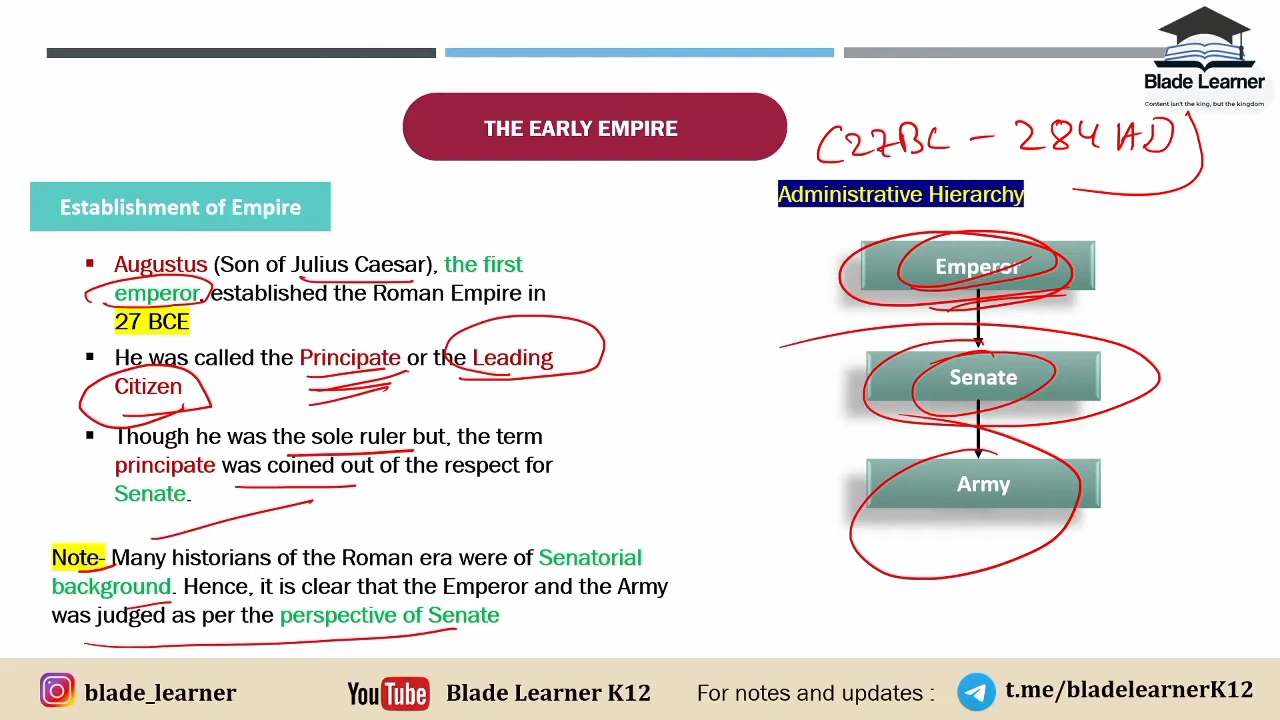 Blade Learner
Content isn't the king, but the kingdom
THE EARLY EMPIRE
(27BC - 284 AD)
Establishment of Empire
Administrative Hierarchy
▪ Augustus (Son of Julius Caesar), the first
emperor, established the Roman Empire in
27 BCE
▪ He was called the Principate or the Leading
Citizen
▪ Though he was the sole ruler but, the term
principate was coined out of the respect for
Senate.
Note- Many historians of the Roman era were of Senatorial
background. Hence, it is clear that the Emperor and the Army
was judged as per the perspective of Senate
Emperor
Senate
Army
blade_learner
YouTube Blade Learner K12
For notes and updates :
t.me/bladelearnerK12